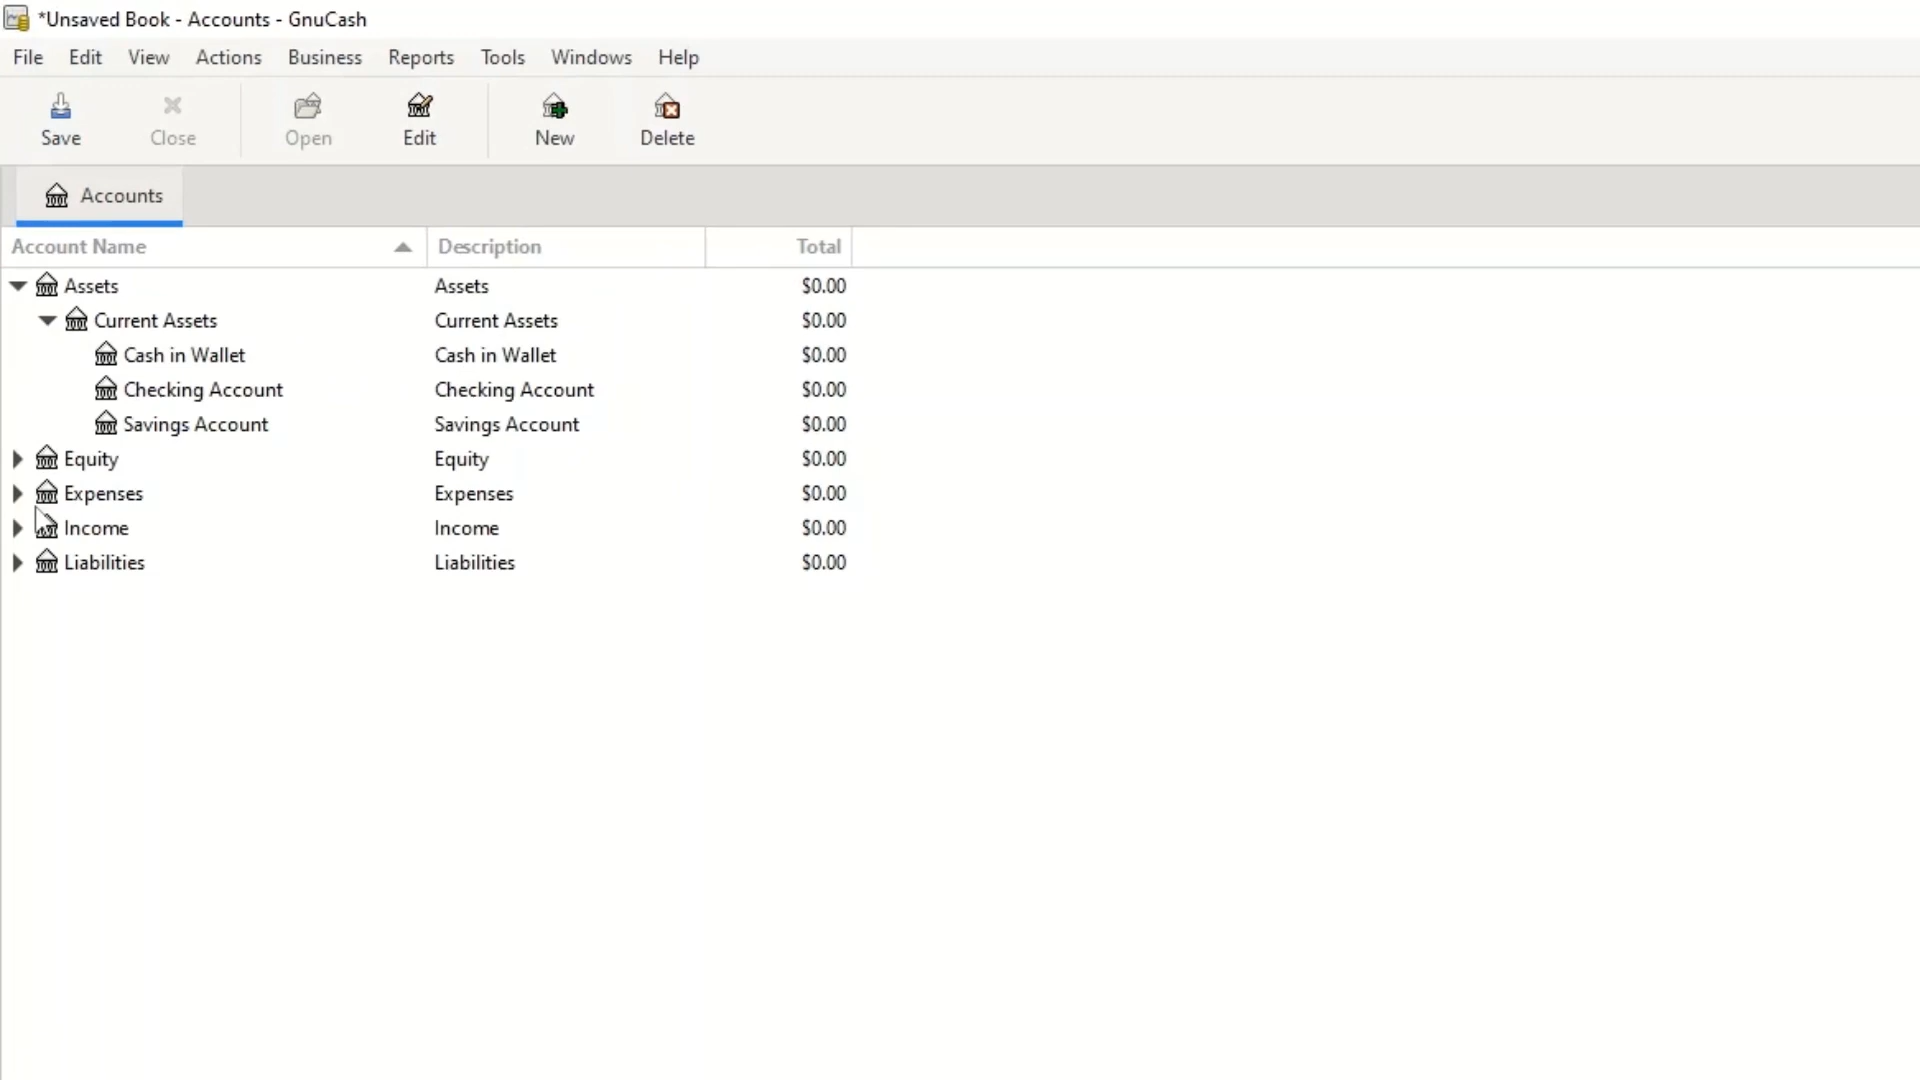 *Unsaved Book - Accounts - GnuCash
File Edit View Actions Business Reports Tools Windows Help
Save Close Open Edit New Delete
Accounts
Account Name Description Total
Assets Assets $0.00
Current Assets Current Assets $0.00
Cash in Wallet Cash in Wallet $0.00
Checking Account Checking Account $0.00
Savings Account Savings Account $0.00
Equity Equity $0.00
Expenses Expenses $0.00
Income Income $0.00
Liabilities Liabilities $0.00